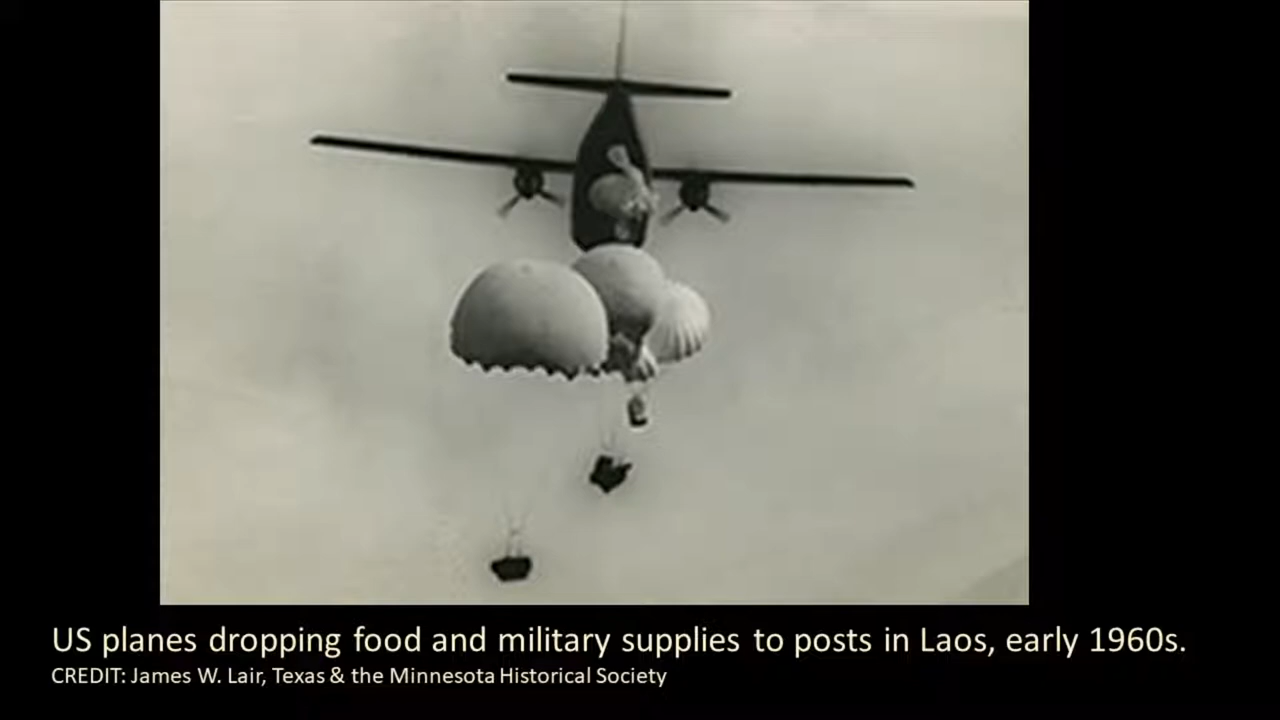 US planes dropping food and military supplies to posts in Laos, early 1960s.
CREDIT: James W. Lair, Texas & the Minnesota Historical Society